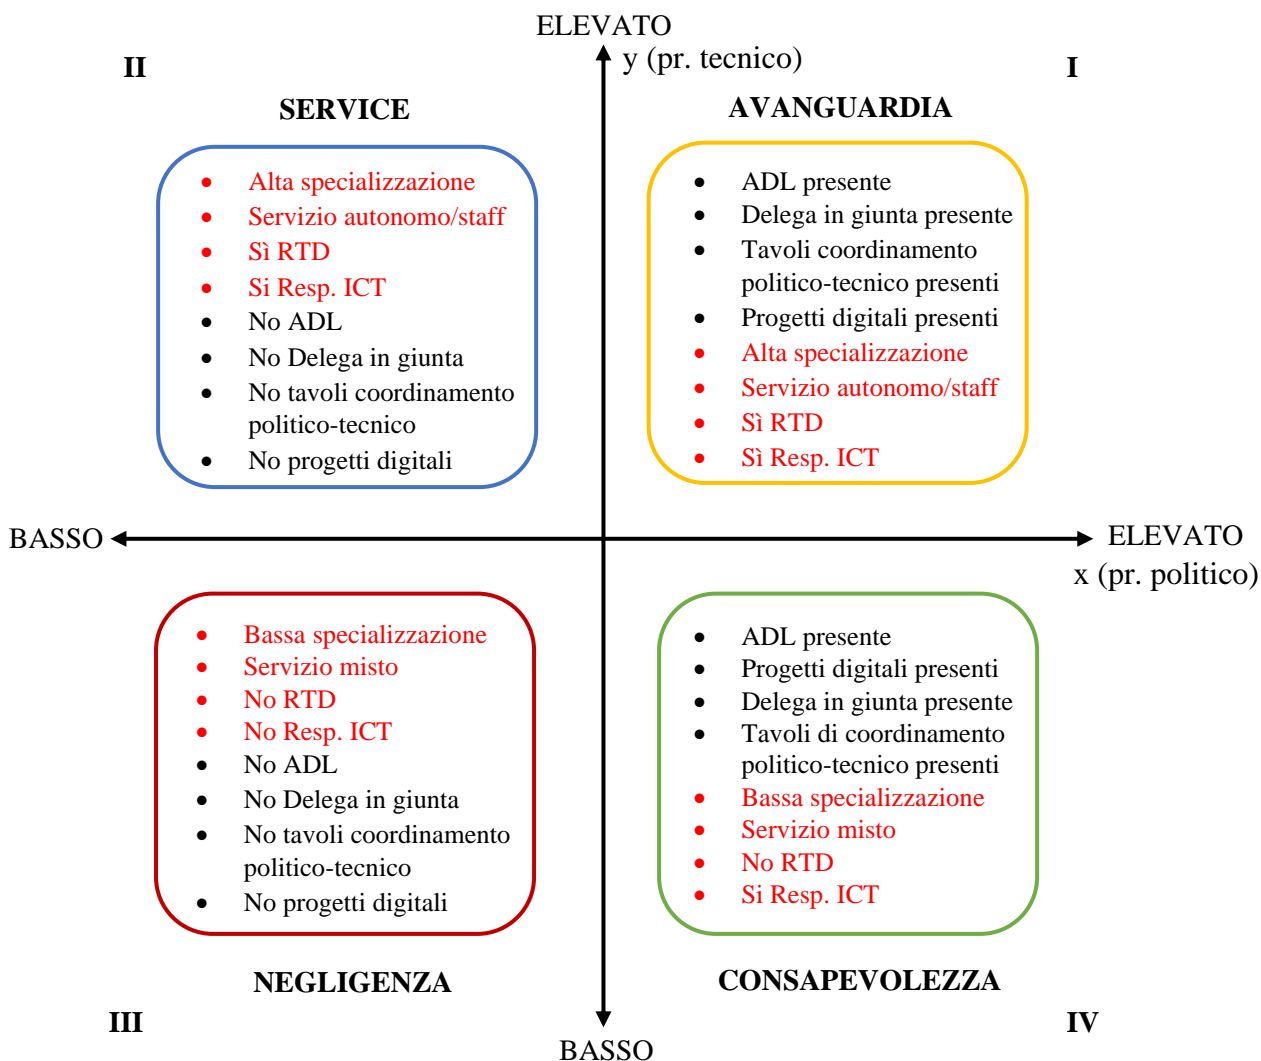 ELEVATO
y (pr. tecnico)
II
I
SERVICE
AVANGUARDIA
• Alta specializzazione
• Servizio autonomo/staff
• Sì RTD
• Si Resp. ICT
• No ADL
• No Delega in giunta
• No tavoli coordinamento
politico-tecnico
• No progetti digitali
• ADL presente
• Delega in giunta presente
• Tavoli coordinamento
politico-tecnico presenti
• Progetti digitali presenti
• Alta specializzazione
• Servizio autonomo/staff
• Sì RTD
• Sì Resp. ICT
BASSO
ELEVATO
x (pr. politico)
• Bassa specializzazione
• Servizio misto
• No RTD
• No Resp. ICT
• No ADL
• No Delega in giunta
• No tavoli coordinamento
politico-tecnico
• No progetti digitali
• ADL presente
• Progetti digitali presenti
• Delega in giunta presente
• Tavoli di coordinamento
politico-tecnico presenti
• Bassa specializzazione
• Servizio misto
• No RTD
• Si Resp. ICT
NEGLIGENZA
CONSAPEVOLEZZA
III
IV
BASSO